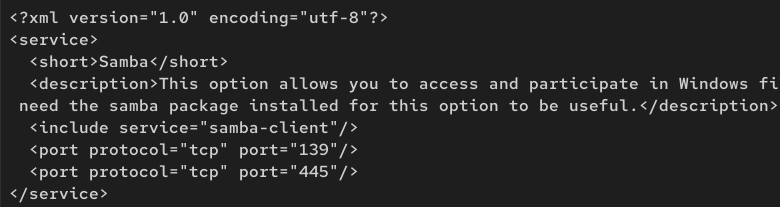 <?xml version="1.0" encoding="utf-8"?>
<service>
  <short>Samba</short>
  <description>This option allows you to access and participate in Windows fi
 need the samba package installed for this option to be useful.</description>
  <include service="samba-client"/>
  <port protocol="tcp" port="139"/>
  <port protocol="tcp" port="445"/>
</service>